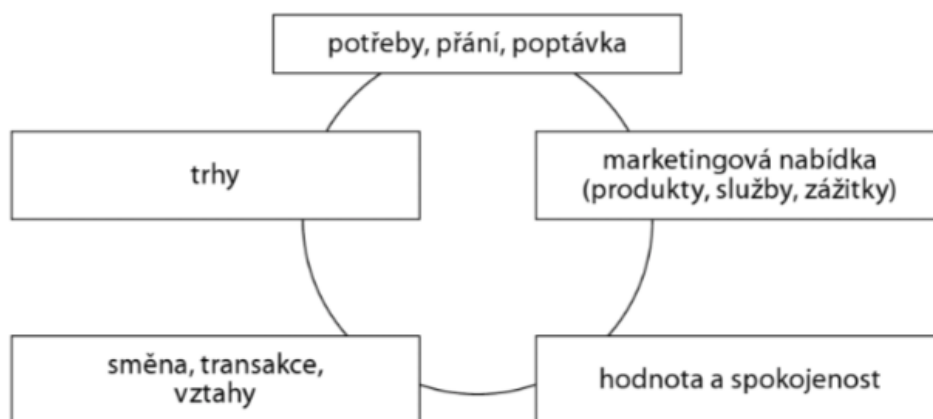 potřeby, přání, poptávka
trhy
marketingová nabídka
(produkty, služby, zážitky)
směna, transakce,
vztahy
hodnota a spokojenost